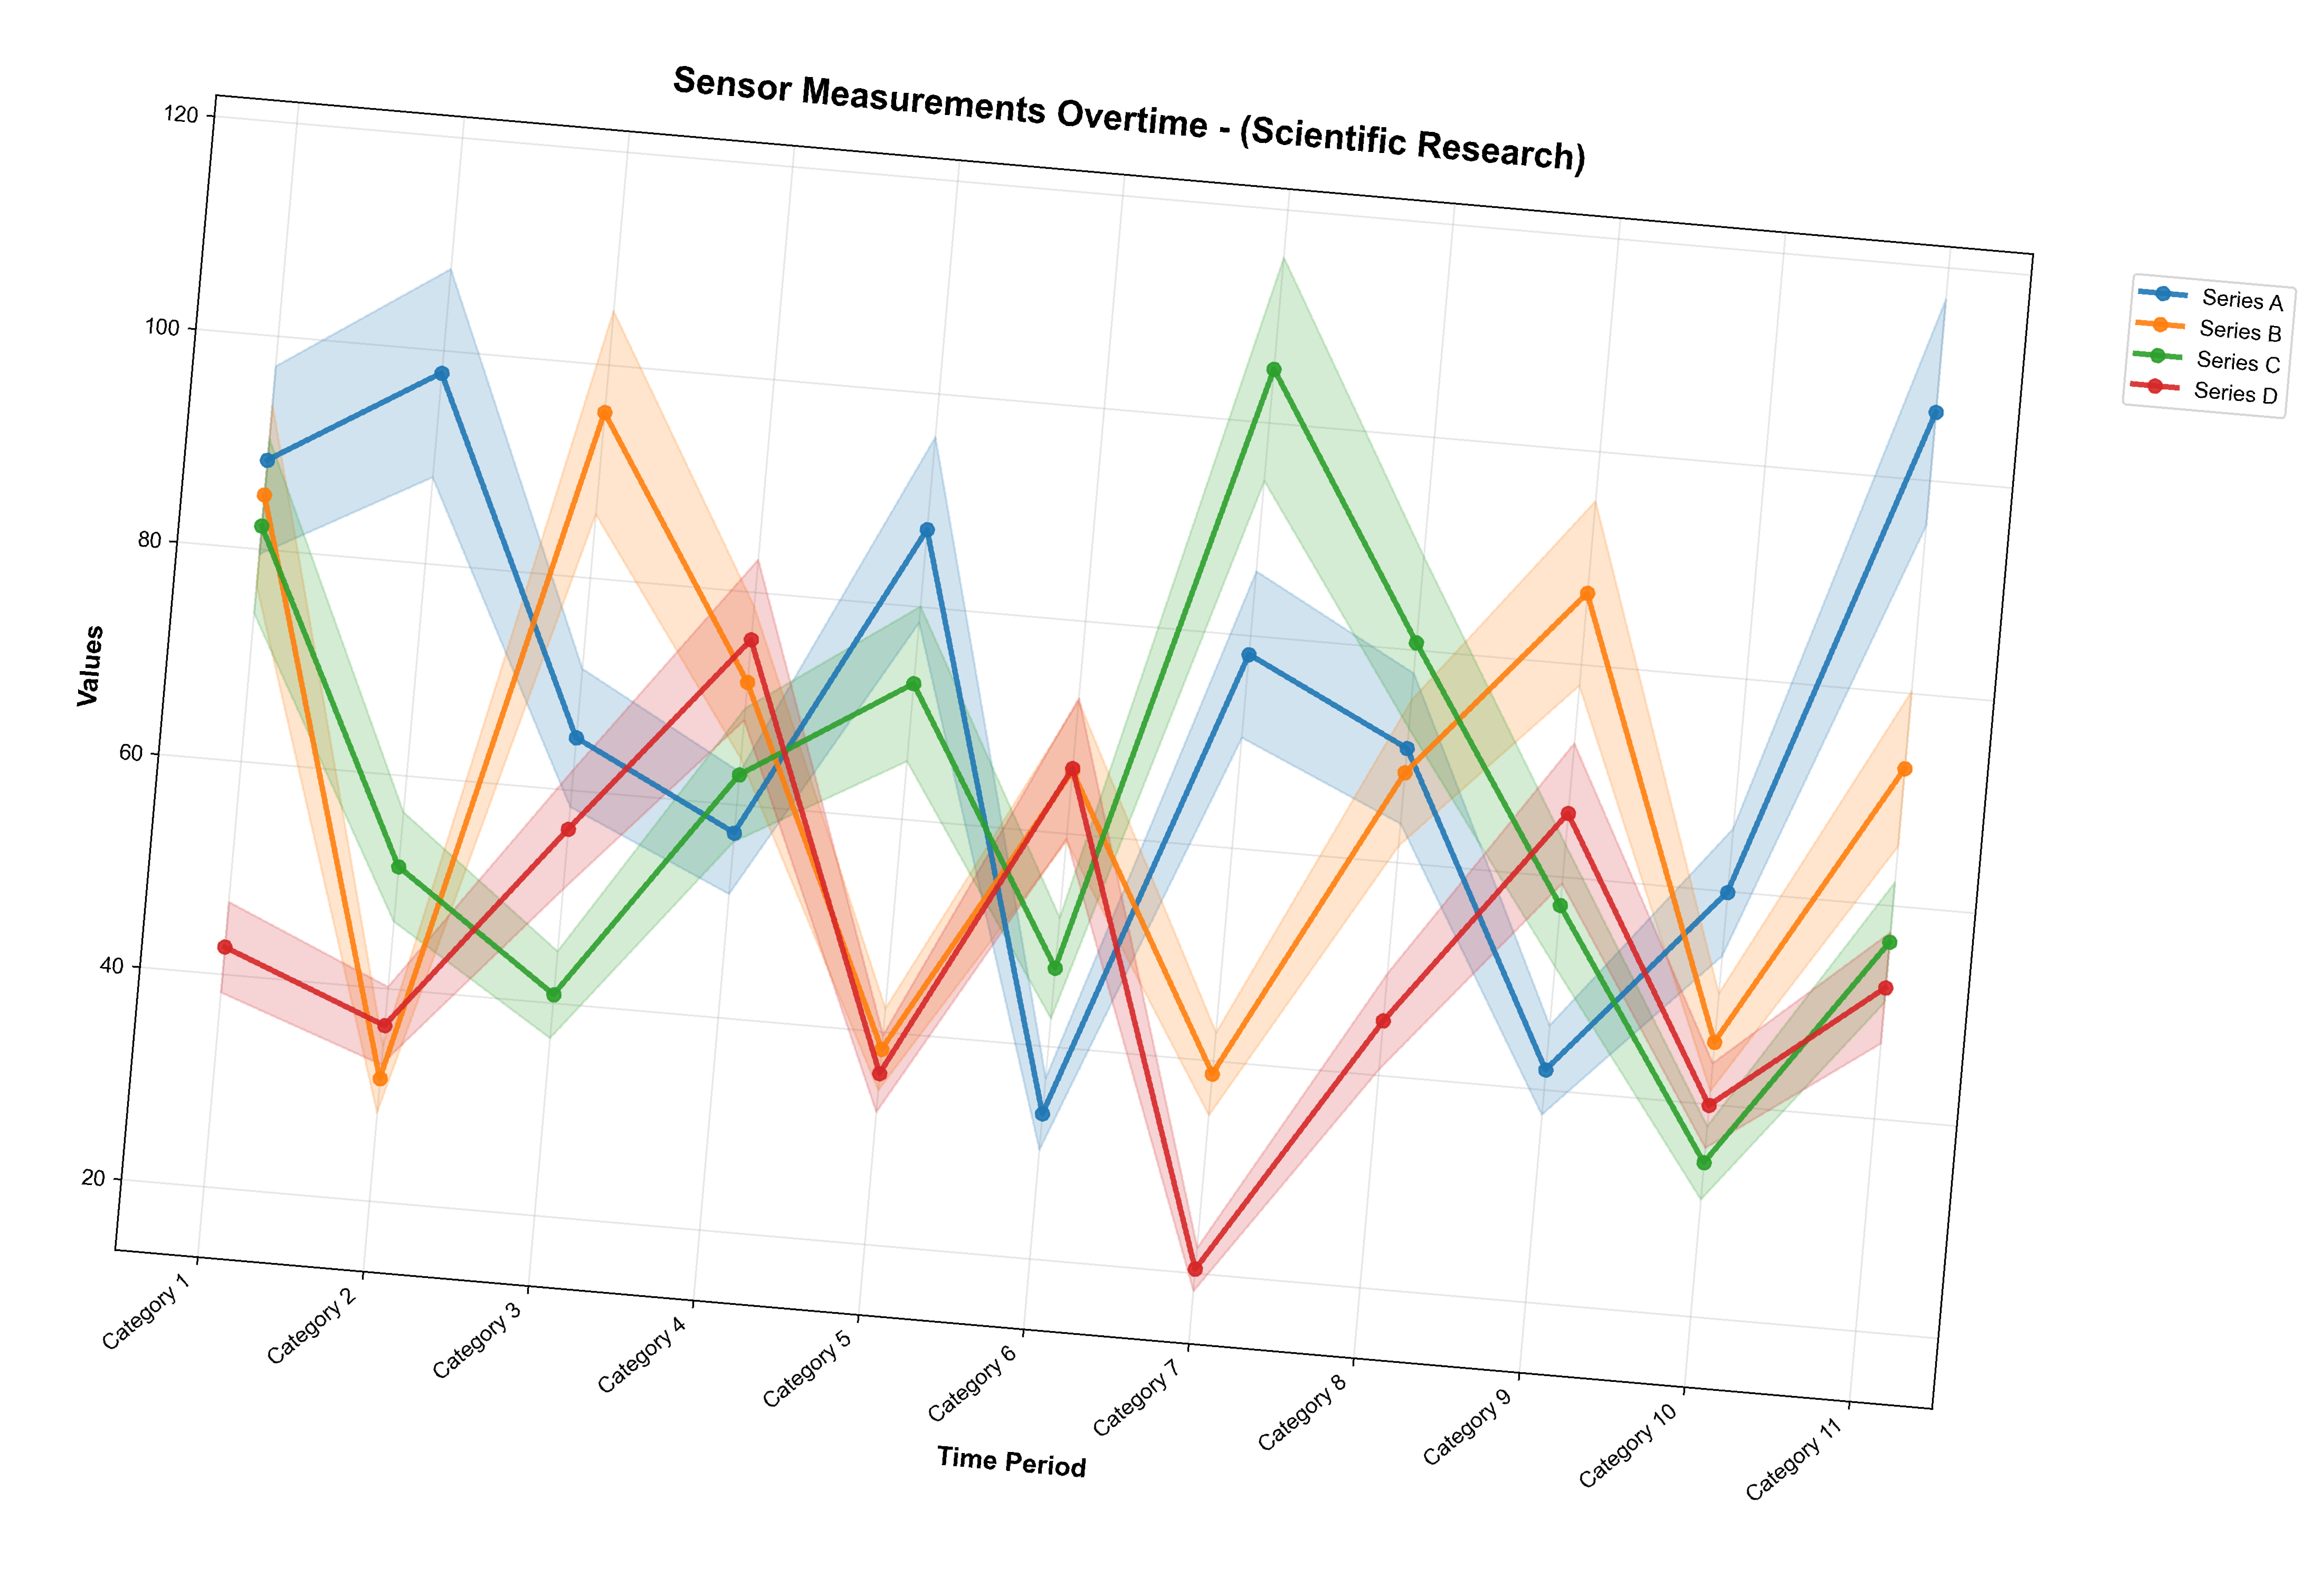 Sensor Measurements Overtime - (Scientific Research)
120
100
80
60
40
20
Values
Category 1
Category 2
Category 3
Category 4
Category 5
Category 6
Category 7
Category 8
Category 9
Category 10
Category 11
Time Period
Series A
Series B
Series C
Series D